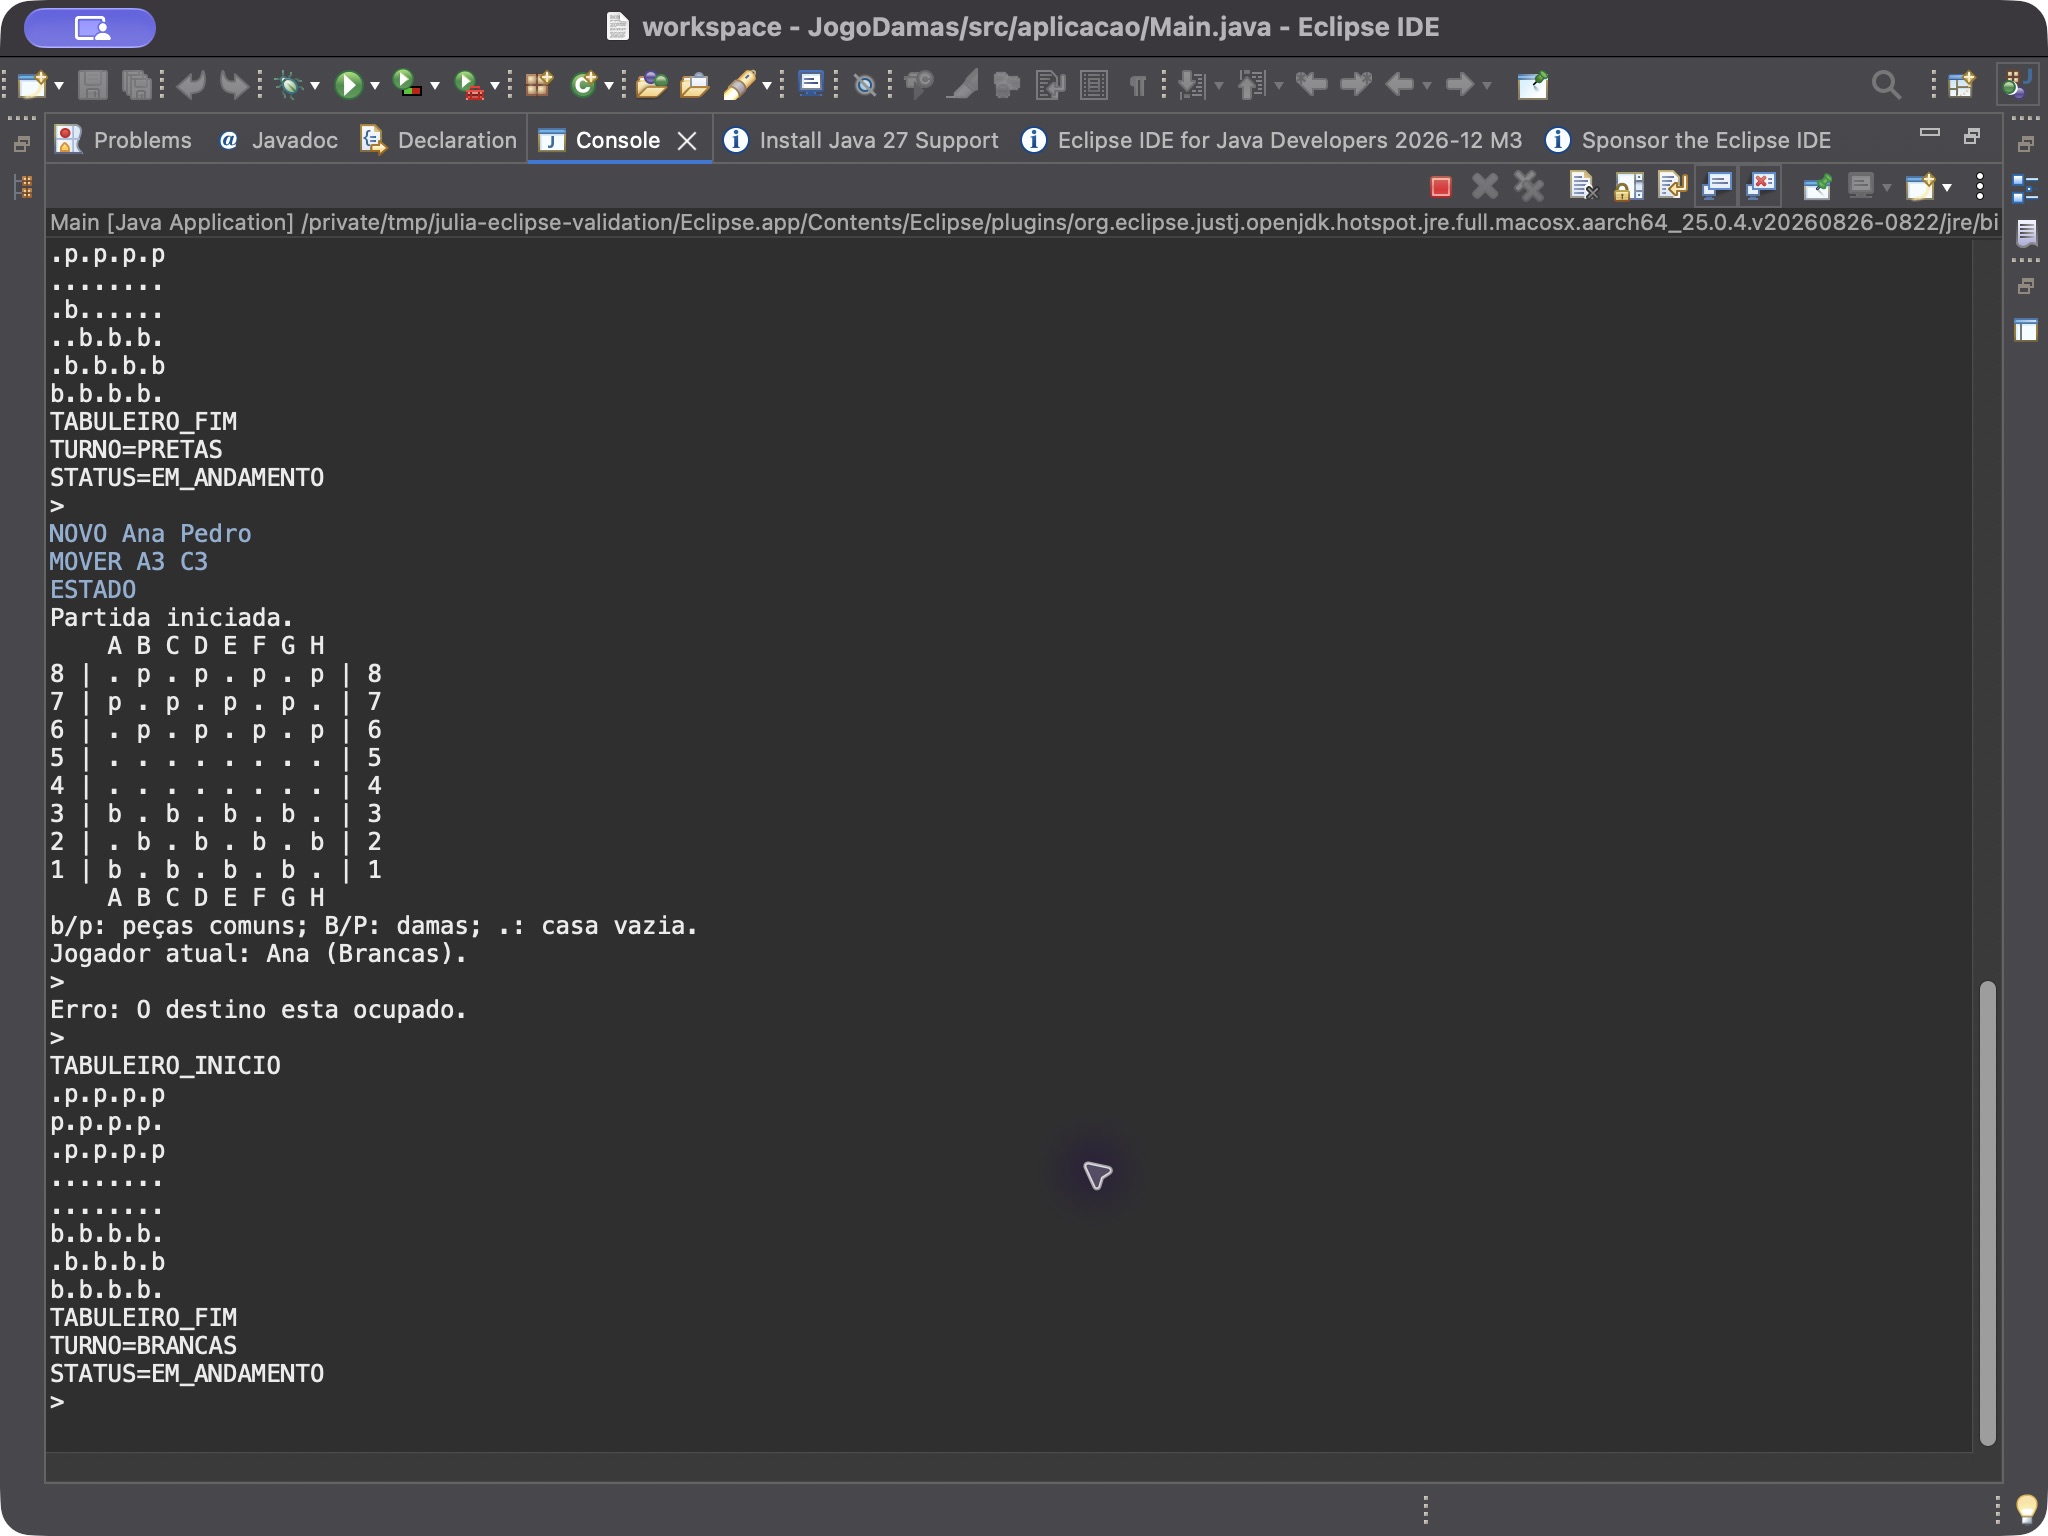 workspace - JogoDamas/src/aplicacao/Main.java - Eclipse IDE
Problems @ Javadoc Declaration Console Install Java 27 Support Eclipse IDE for Java Developers 2026-12 M3 Sponsor the Eclipse IDE
Main [Java Application] /private/tmp/julia-eclipse-validation/Eclipse.app/Contents/Eclipse/plugins/org.eclipse.justj.openjdk.hotspot.jre.full.macosx.aarch64_25.0.4.v20260826-0822/jre/bi
.p.p.p.p
........
.b......
..b.b.b.
.b.b.b.b
b.b.b.b.
TABULEIRO_FIM
TURNO=PRETAS
STATUS=EM_ANDAMENTO
>
NOVO Ana Pedro
MOVER A3 C3
ESTADO
Partida iniciada.
A B C D E F G H
8 | . p . p . p . p | 8
7 | p . p . p . p . | 7
6 | . p . p . p . p | 6
5 | . . . . . . . . | 5
4 | . . . . . . . . | 4
3 | b . b . b . b . | 3
2 | . b . b . b . b | 2
1 | b . b . b . b . | 1
A B C D E F G H
b/p: peças comuns; B/P: damas; .: casa vazia.
Jogador atual: Ana (Brancas).
>
Erro: O destino esta ocupado.
>
TABULEIRO_INICIO
.p.p.p.p
p.p.p.p.
.p.p.p.p
........
........
b.b.b.b.
.b.b.b.b
b.b.b.b.
TABULEIRO_FIM
TURNO=BRANCAS
STATUS=EM_ANDAMENTO
>